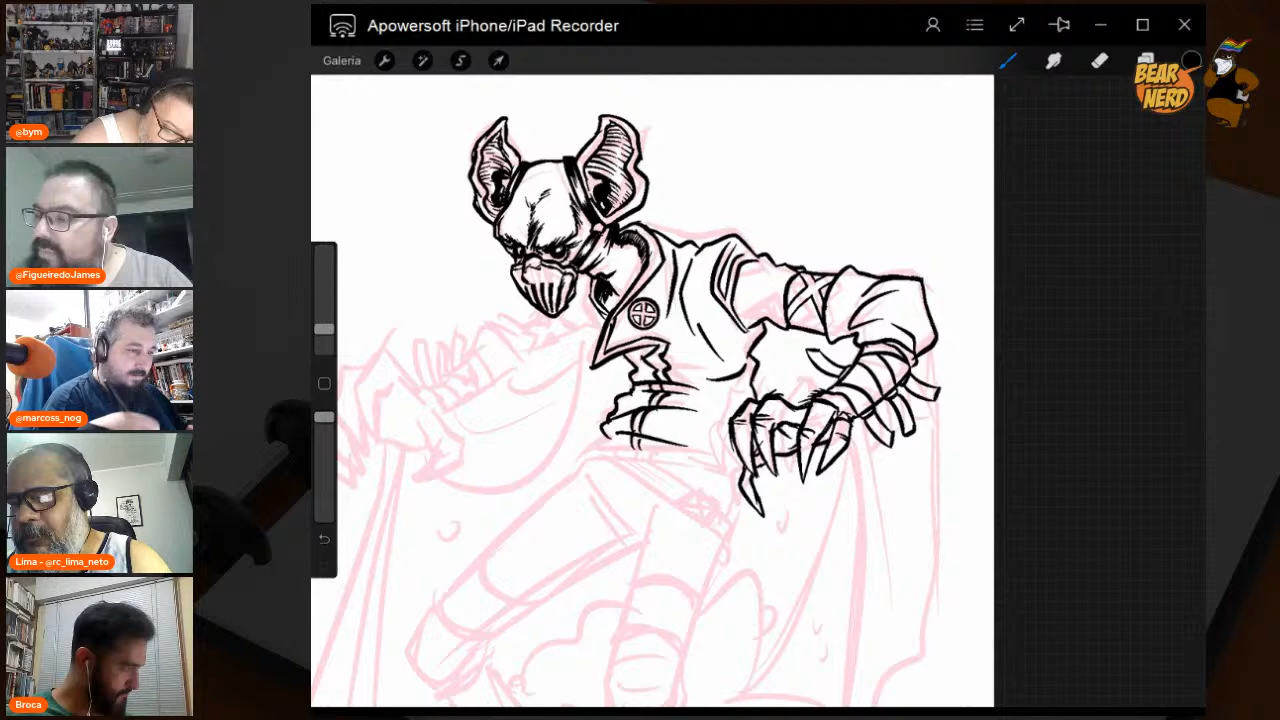 Apowersoft iPhone/iPad Recorder
Galeria
BEAR
NERD
@bym
@FigueiredoJames
@marcoss_nog
Lima - @rc_lima_neto
Broca